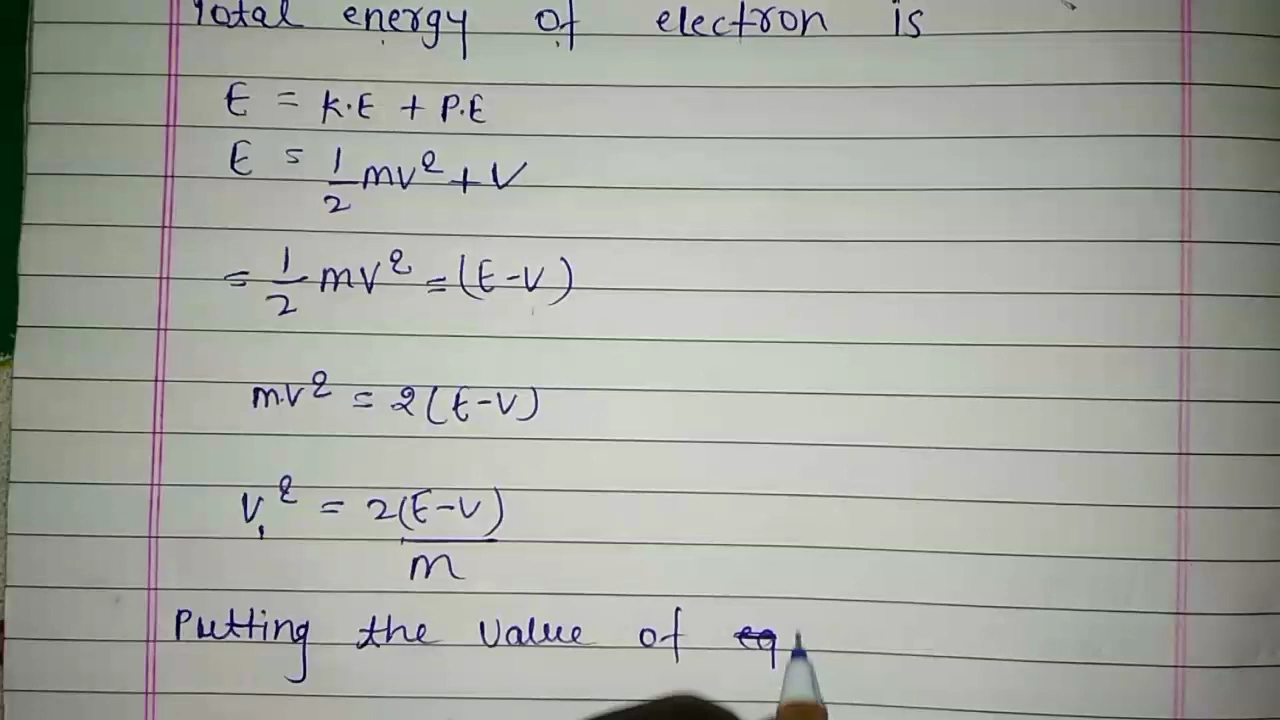 Total energy of electron is
E = K.E + P.E
E = 1/2 mv² + V
= 1/2 mv² = (E-V)
mv² = 2(E-V)
v² = 2(E-V)/m
Putting the value of